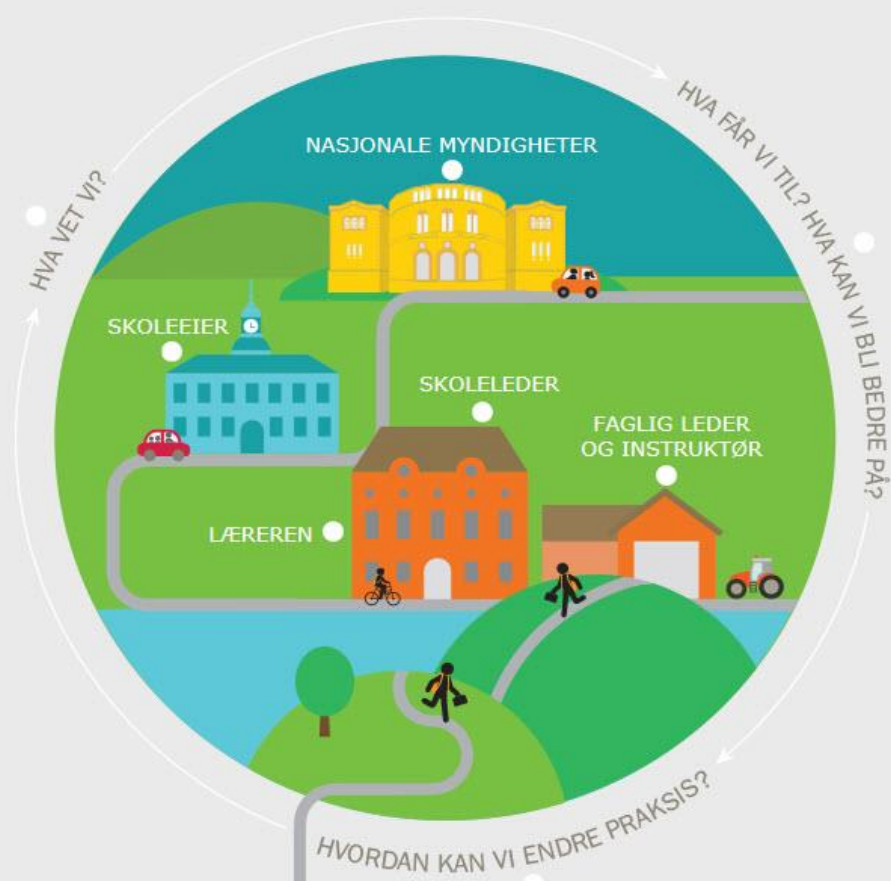 HVA VET VI?
HVA FÅR VI TIL? HVA KAN VI BLI BEDRE PÅ?
NASJONALE MYNDIGHETER
SKOLEEIER
SKOLELEDER
FAGLIG LEDER
OG INSTRUKTØR
LÆREREN
HVORDAN KAN VI ENDRE PRAKSIS?